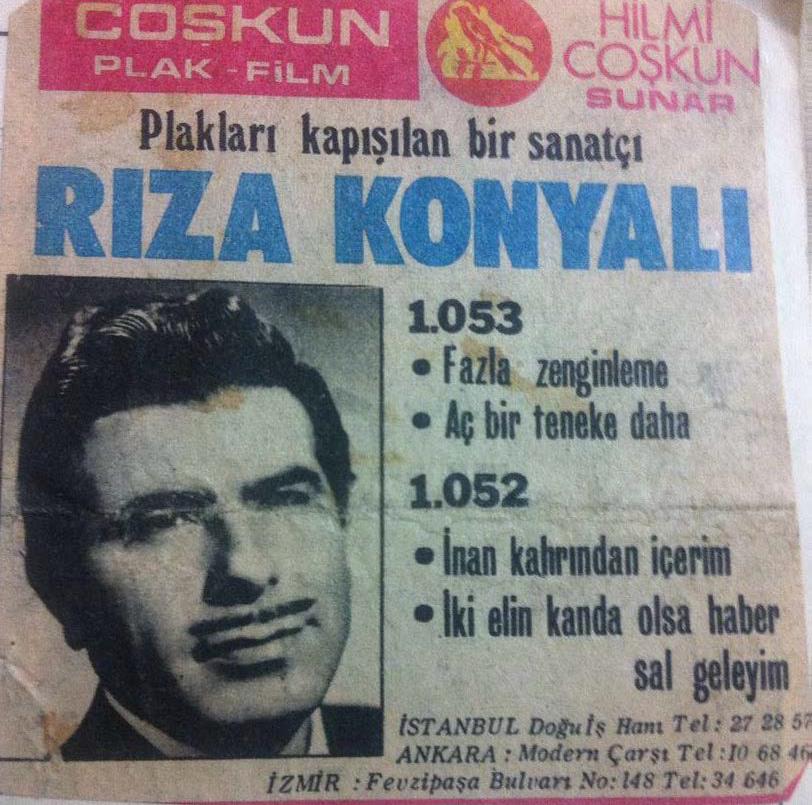 COŞKUN
PLAK - FİLM
HİLMİ
COŞKUN
SUNAR
Plakları kapışılan bir sanatçı
RIZA KONYALI
1.053
• Fazla zenginleme
• Aç bir teneke daha
1.052
• İnan kahrından içerim
• İki elin kanda olsa haber
sal geleyim
İSTANBUL Doğu İş Hanı Tel: 27 28 57
ANKARA : Modern Çarşı Tel :10 68 46
İZMİR : Fevzipaşa Bulvarı No: 148 Tel: 34 646